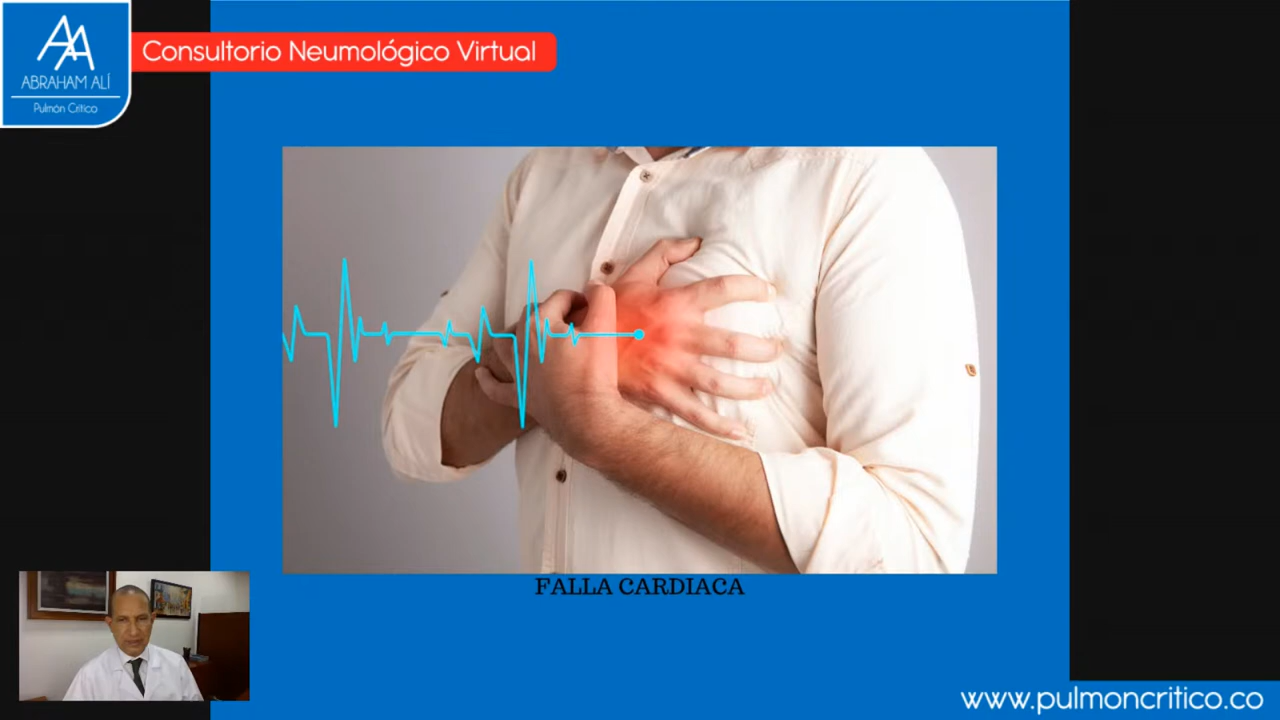 AA
ABRAHAM ALÍ
Pulmón Crítico
Consultorio Neumológico Virtual
FALLA CARDIACA
www.pulmoncritico.co